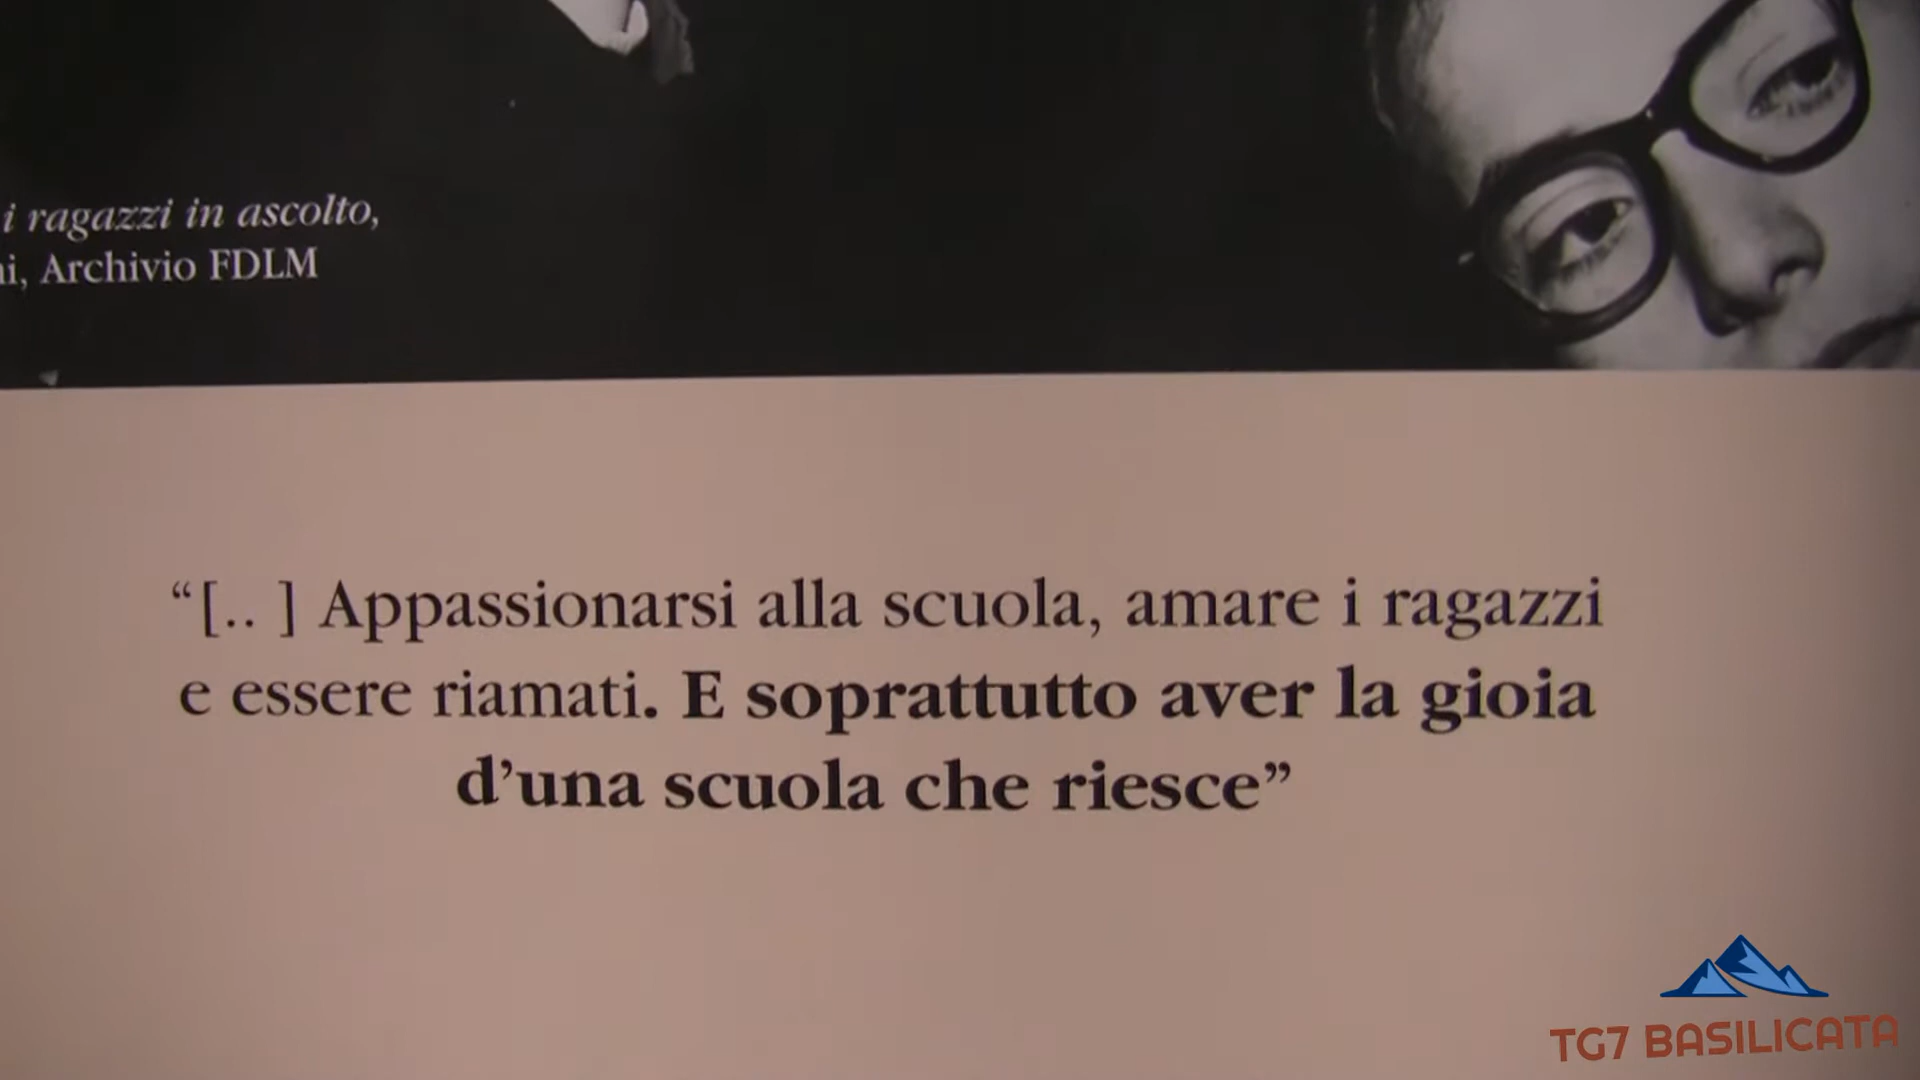 i ragazzi in ascolto,
Archivio FDLM
“[.. ] Appassionarsi alla scuola, amare i ragazzi
e essere riamati. E soprattutto aver la gioia
d’una scuola che riesce”
TG7 BASILICATA